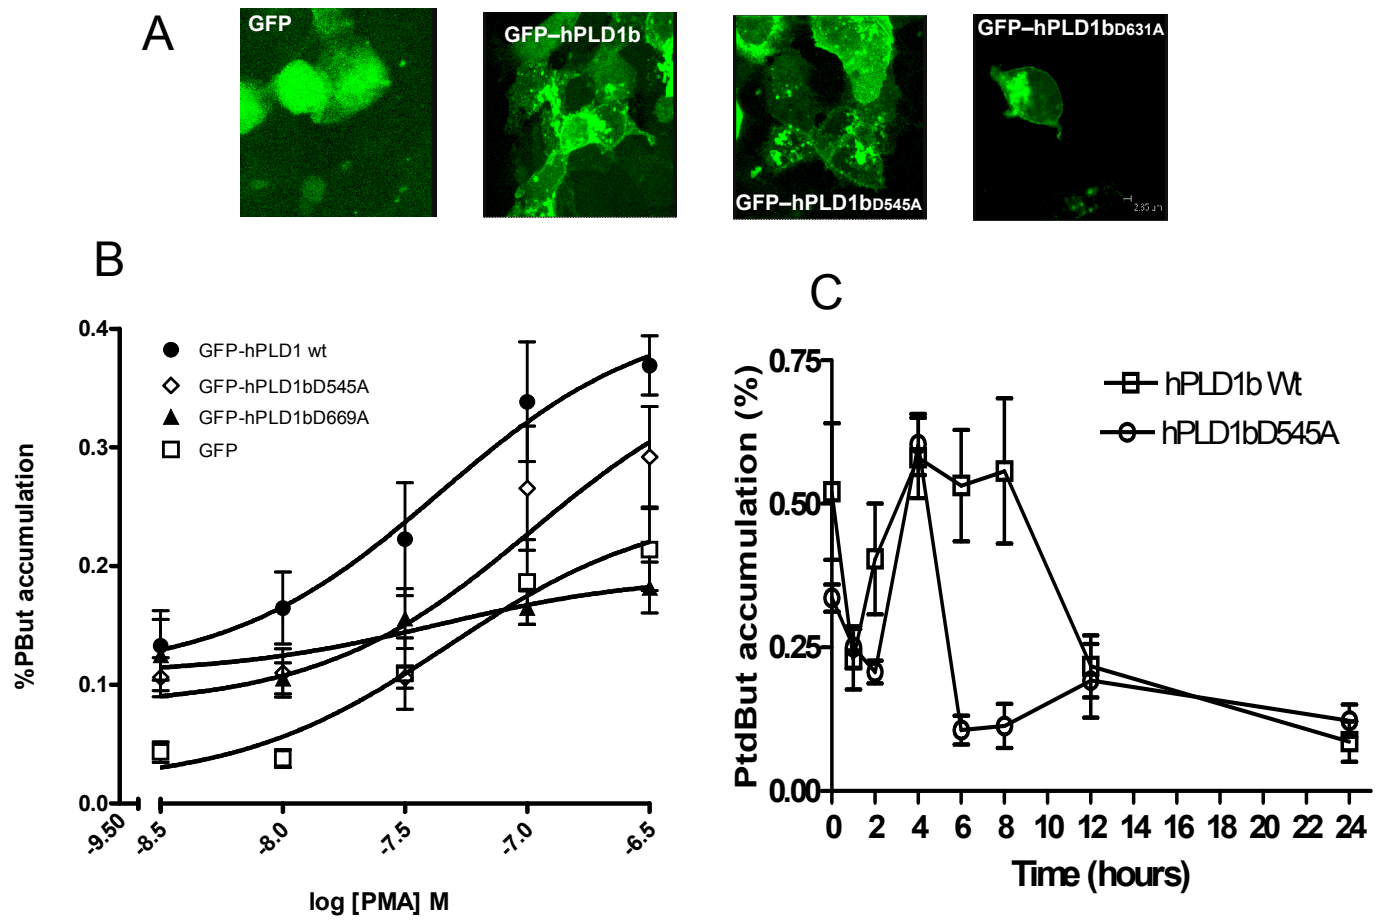 A
GFP
GFP–hPLD1b
GFP–hPLD1bD545A
GFP–hPLD1bD631A
2.85 µm
B
0.4
0.3
0.2
0.1
0.0
%PBut accumulation
GFP-hPLD1 wt
GFP-hPLD1bD545A
GFP-hPLD1bD669A
GFP
-9.50
-8.5
-8.0
-7.5
-7.0
-6.5
log [PMA] M
C
0.75
0.50
0.25
0.00
PtdBut accumulation (%)
hPLD1b Wt
hPLD1bD545A
0 2 4 6 8 10 12 14 16 18 20 22 24
Time (hours)